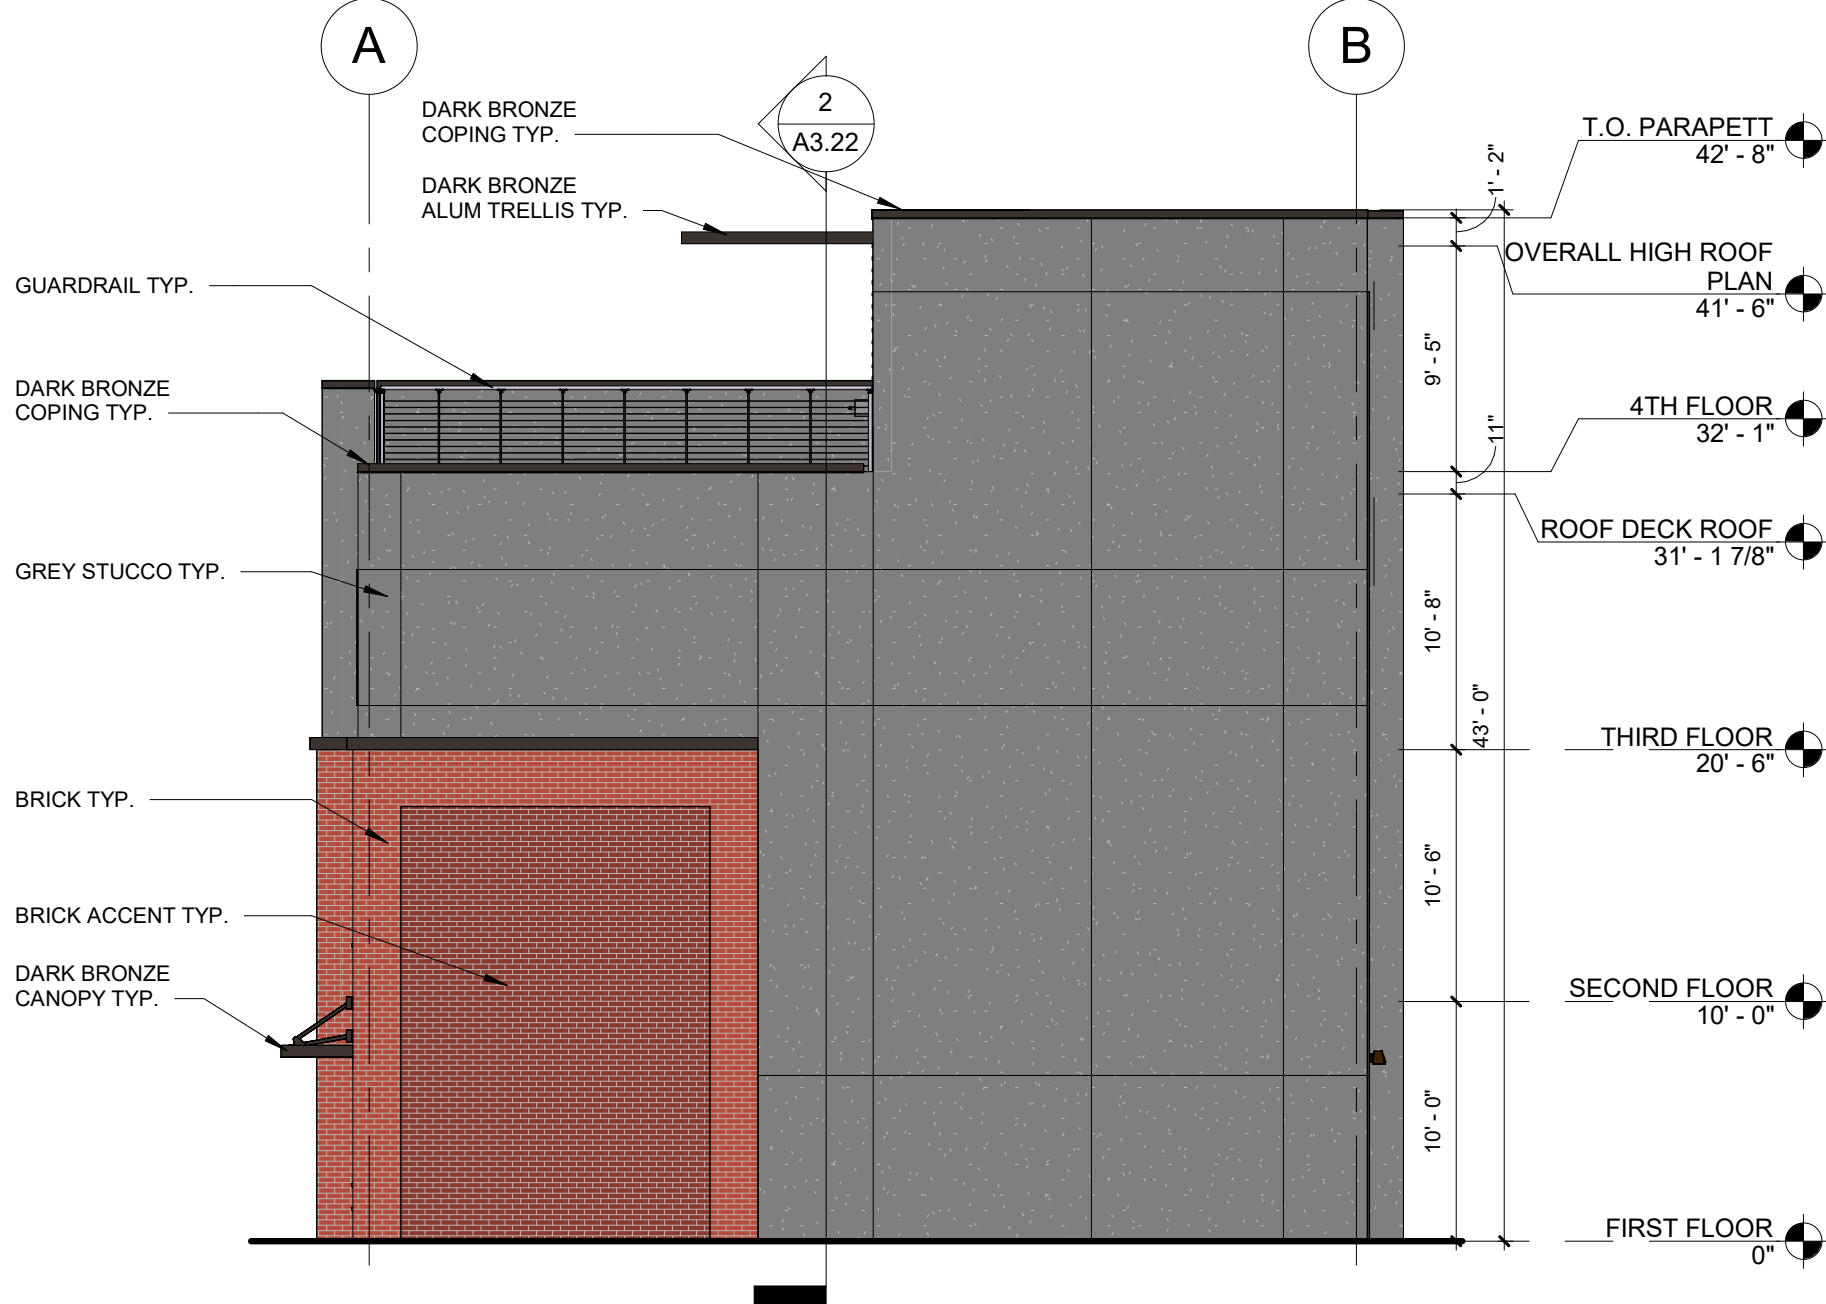 A
B
2
A3.22
DARK BRONZE
COPING TYP.
DARK BRONZE
ALUM TRELLIS TYP.
GUARDRAIL TYP.
DARK BRONZE
COPING TYP.
GREY STUCCO TYP.
BRICK TYP.
BRICK ACCENT TYP.
DARK BRONZE
CANOPY TYP.
1' - 2"
9' - 5"
11"
10' - 8"
43' - 0"
10' - 6"
10' - 0"
T.O. PARAPETT
42' - 8"
OVERALL HIGH ROOF
PLAN
41' - 6"
4TH FLOOR
32' - 1"
ROOF DECK ROOF
31' - 1 7/8"
THIRD FLOOR
20' - 6"
SECOND FLOOR
10' - 0"
FIRST FLOOR
0"